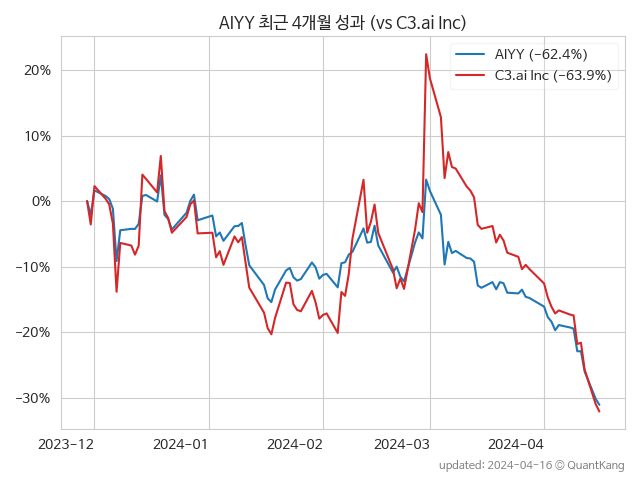 AIYY 최근 4개월 성과 (vs C3.ai Inc)
AIYY (−62.4%)
C3.ai Inc (−63.9%)
20%
10%
0%
−10%
−20%
−30%
2023−12
2024−01
2024−02
2024−03
2024−04
updated: 2024−04−16 © QuantKang